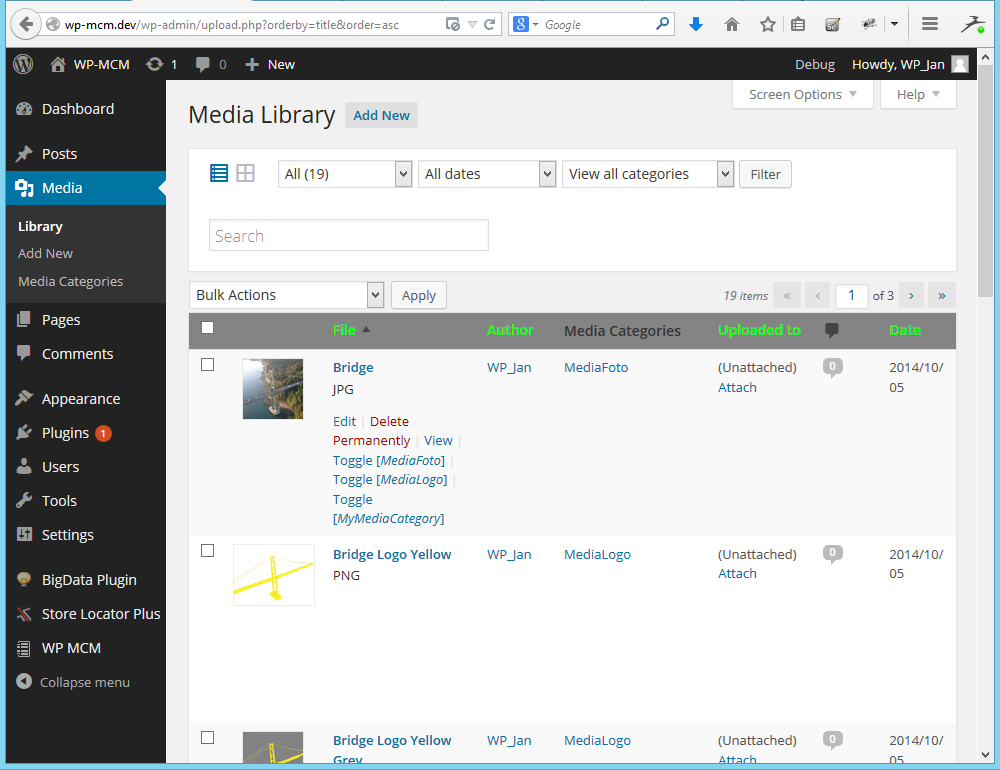 wp-mcm.dev/wp-admin/upload.php?orderby=title&order=asc
Google
WP-MCM 1 0 New Debug Howdy, WP_Jan
Dashboard
Posts
Media
Library
Add New
Media Categories
Pages
Comments
Appearance
Plugins 1
Users
Tools
Settings
BigData Plugin
Store Locator Plus
WP MCM
Collapse menu
Screen Options Help
Media Library Add New
All (19) All dates View all categories Filter
Search
Bulk Actions Apply 19 items « ‹ 1 of 3 › »
File Author Media Categories Uploaded to Date
Bridge WP_Jan MediaFoto (Unattached) 0 2014/10/
JPG Attach 05
Edit | Delete
Permanently | View |
Toggle [MediaFoto] |
Toggle [MediaLogo] |
Toggle
[MyMediaCategory]
Bridge Logo Yellow WP_Jan MediaLogo (Unattached) 0 2014/10/
PNG Attach 05
Bridge Logo Yellow WP_Jan MediaLogo (Unattached) 0 2014/10/
Grey Attach 05